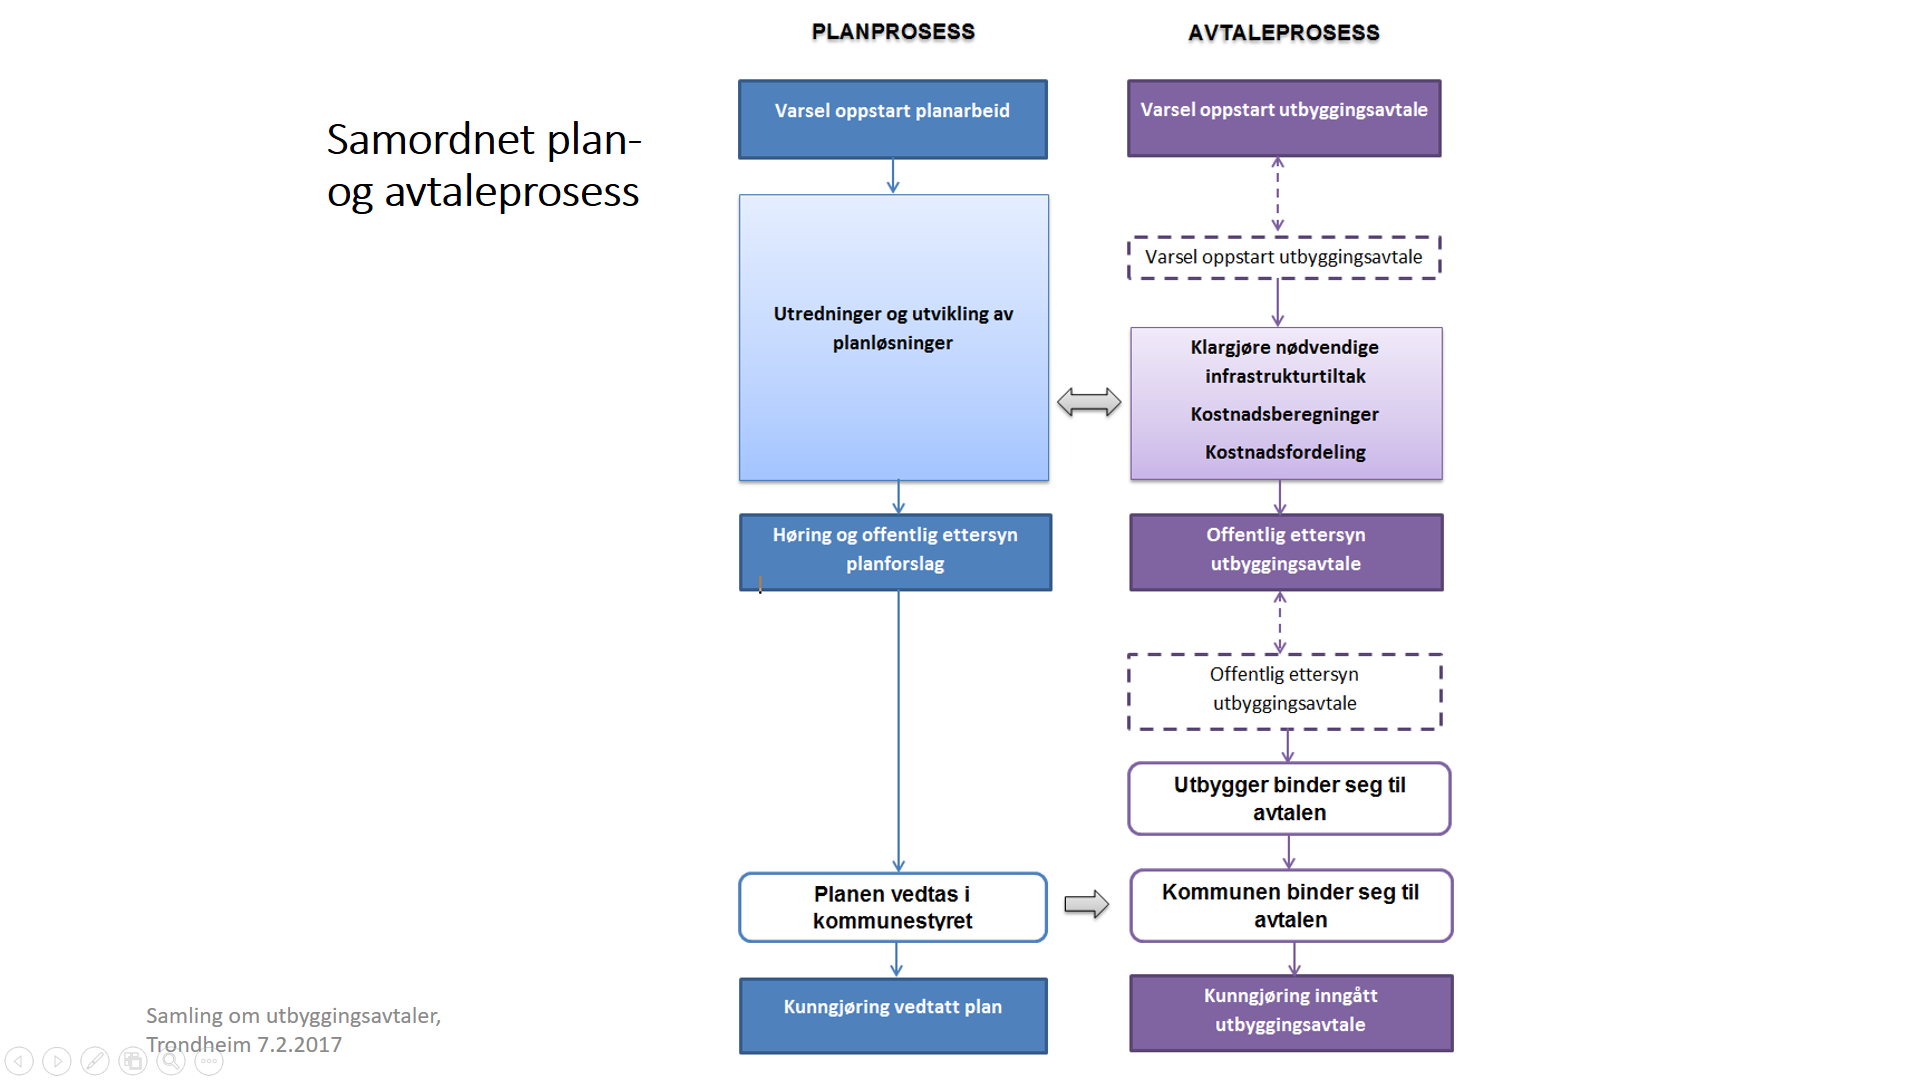 Samordnet plan-
og avtaleprosess
PLANPROSESS
Varsel oppstart planarbeid
Utredninger og utvikling av
planløsninger
Høring og offentlig ettersyn
planforslag
Planen vedtas i
kommunestyret
Kunngjøring vedtatt plan
AVTALEPROSESS
Varsel oppstart utbyggingsavtale
Varsel oppstart utbyggingsavtale
Klargjøre nødvendige
infrastrukturtiltak
Kostnadsberegninger
Kostnadsfordeling
Offentlig ettersyn
utbyggingsavtale
Offentlig ettersyn
utbyggingsavtale
Utbygger binder seg til
avtalen
Kommunen binder seg til
avtalen
Kunngjøring inngått
utbyggingsavtale
Samling om utbyggingsavtaler,
Trondheim 7.2.2017